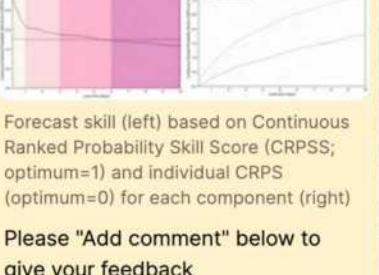 Forecast skill (left) based on Continuous
Ranked Probability Skill Score (CRPSS;
optimum=1) and individual CRPS
(optimum=0) for each component (right)
Please "Add comment" below to
give your feedback